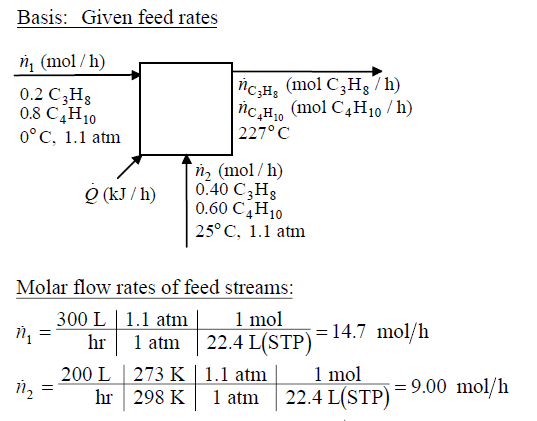 Basis: Given feed rates
ṅ₁ (mol / h)
0.2 C₃H₈
0.8 C₄H₁₀
0°C, 1.1 atm
ṅ_C₃H₈ (mol C₃H₈ / h)
ṅ_C₄H₁₀ (mol C₄H₁₀ / h)
227°C
Q̇ (kJ / h)
ṅ₂ (mol / h)
0.40 C₃H₈
0.60 C₄H₁₀
25°C, 1.1 atm
Molar flow rates of feed streams:
ṅ₁ = 300 L | 1.1 atm | 1 mol
hr | 1 atm | 22.4 L(STP) = 14.7 mol/h
ṅ₂ = 200 L | 273 K | 1.1 atm | 1 mol
hr | 298 K | 1 atm | 22.4 L(STP) = 9.00 mol/h